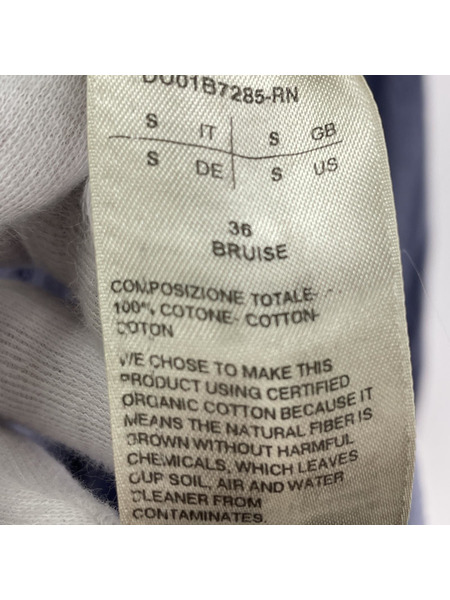 DU01B7285-RN
S IT S GB
S DE S US
36
BRUISE
COMPOSIZIONE TOTALE-
100% COTONE- COTTON-
COTON
WE CHOSE TO MAKE THIS
PRODUCT USING CERTIFIED
ORGANIC COTTON BECAUSE IT
MEANS THE NATURAL FIBER IS
GROWN WITHOUT HARMFUL
CHEMICALS, WHICH LEAVES
OUR SOIL, AIR AND WATER
CLEANER FROM
CONTAMINATES.